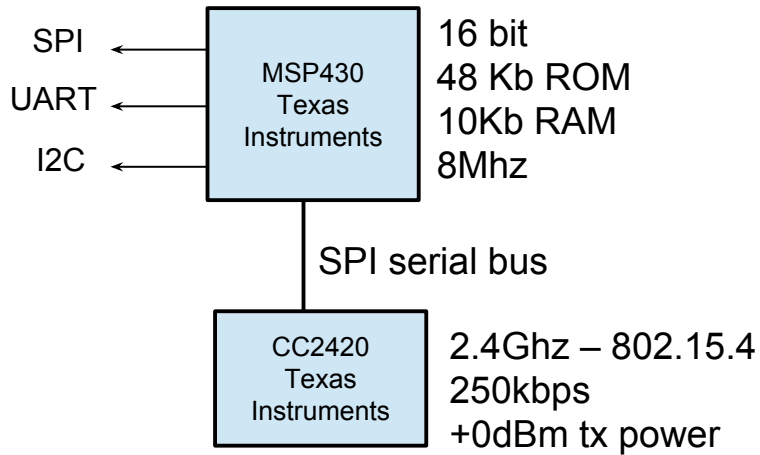 SPI
UART
I2C
MSP430
Texas
Instruments
16 bit
48 Kb ROM
10Kb RAM
8Mhz
SPI serial bus
CC2420
Texas
Instruments
2.4Ghz – 802.15.4
250kbps
+0dBm tx power